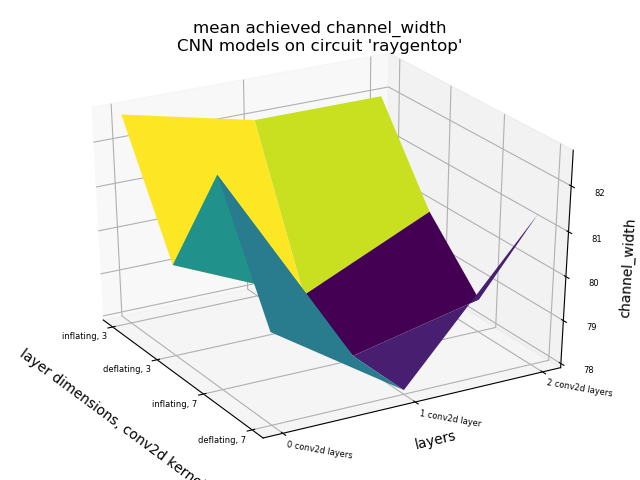 mean achieved channel_width
CNN models on circuit 'raygentop'
82
81
80
79
78
channel_width
inflating, 3
deflating, 3
inflating, 7
deflating, 7
layer dimensions, conv2d kerne
0 conv2d layers
1 conv2d layer
2 conv2d layers
layers